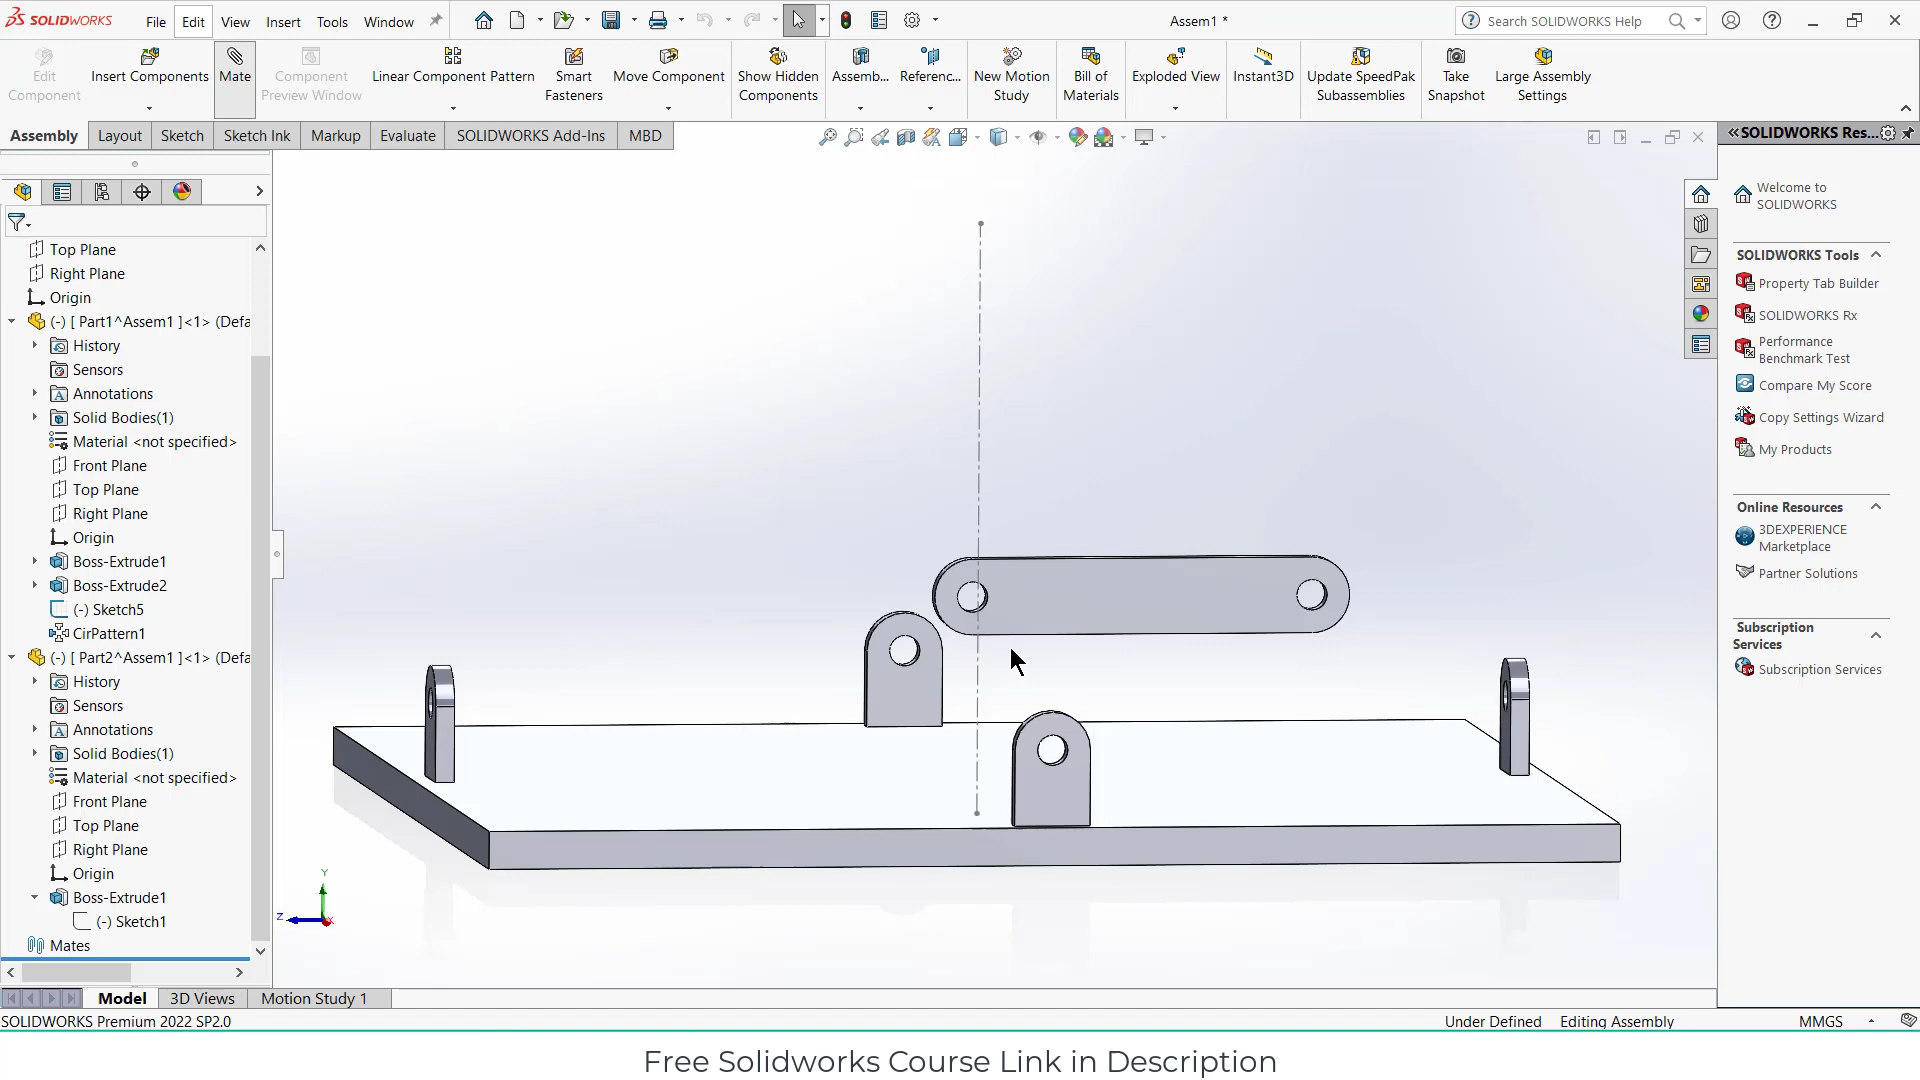 SOLIDWORKS File Edit View Insert Tools Window
Assem1 *
Search SOLIDWORKS Help
Edit Component
Insert Components
Mate
Component Preview Window
Linear Component Pattern
Smart Fasteners
Move Component
Show Hidden Components
Assemb...
Referenc...
New Motion Study
Bill of Materials
Exploded View
Instant3D
Update SpeedPak Subassemblies
Take Snapshot
Large Assembly Settings
Assembly Layout Sketch Sketch Ink Markup Evaluate SOLIDWORKS Add-Ins MBD
Top Plane
Right Plane
Origin
(-) [ Part1^Assem1 ]<1> (Defa
History
Sensors
Annotations
Solid Bodies(1)
Material <not specified>
Front Plane
Top Plane
Right Plane
Origin
Boss-Extrude1
Boss-Extrude2
(-) Sketch5
CirPattern1
(-) [ Part2^Assem1 ]<1> (Defa
History
Sensors
Annotations
Solid Bodies(1)
Material <not specified>
Front Plane
Top Plane
Right Plane
Origin
Boss-Extrude1
(-) Sketch1
Mates
Y
Z
X
SOLIDWORKS Res...
Welcome to
SOLIDWORKS
SOLIDWORKS Tools
Property Tab Builder
SOLIDWORKS Rx
Performance
Benchmark Test
Compare My Score
Copy Settings Wizard
My Products
Online Resources
3DEXPERIENCE
Marketplace
Partner Solutions
Subscription
Services
Subscription Services
Model 3D Views Motion Study 1
SOLIDWORKS Premium 2022 SP2.0
Under Defined Editing Assembly MMGS
Free Solidworks Course Link in Description